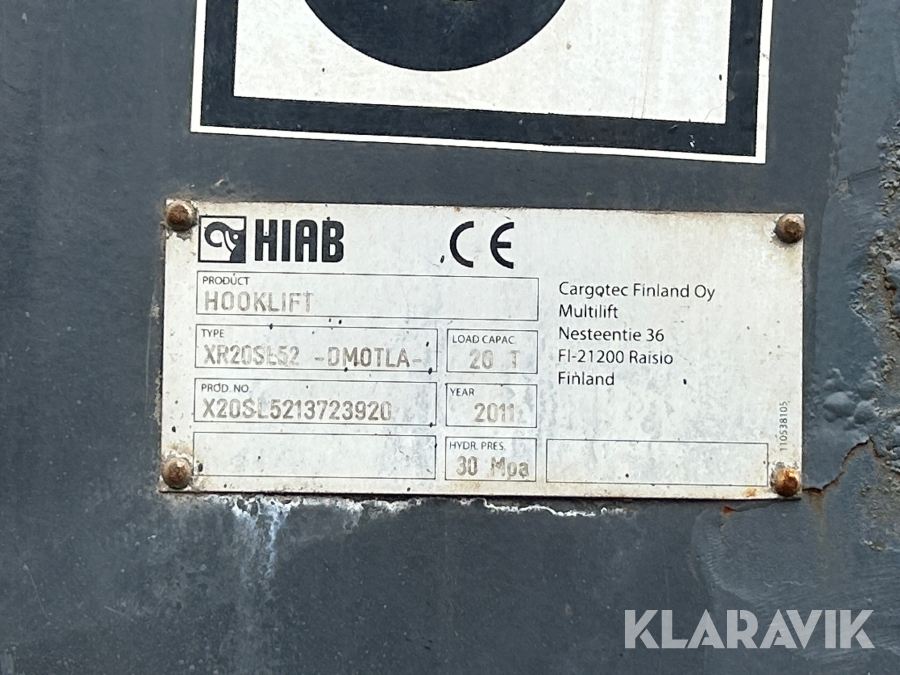 HIAB CE
PRODUCT
HOOKLIFT
TYPE
XR20SL52 -DMOTLA-
LOAD CAPAC.
20 T
PROD. NO.
X20SL5213723920
YEAR
2011
HYDR. PRES.
30 Mpa
Cargotec Finland Oy
Multilift
Nesteentie 36
FI-21200 Raisio
Finland
110538105
KLARAVIK